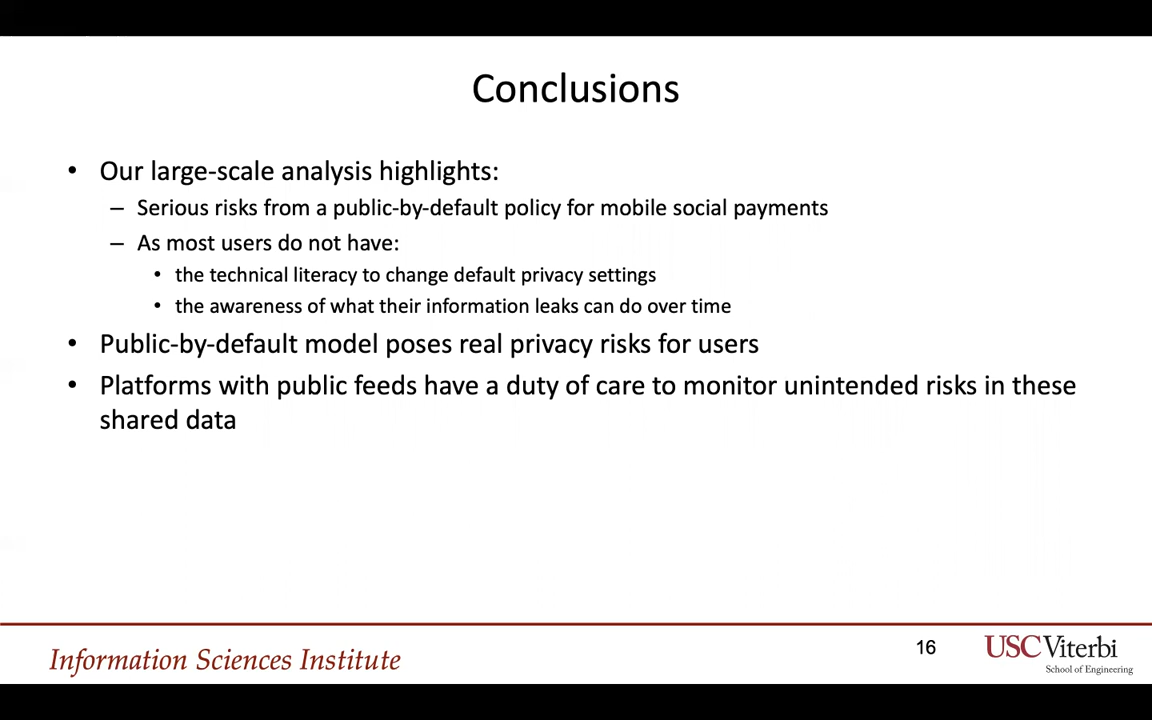 Conclusions
• Our large-scale analysis highlights:
– Serious risks from a public-by-default policy for mobile social payments
– As most users do not have:
• the technical literacy to change default privacy settings
• the awareness of what their information leaks can do over time
• Public-by-default model poses real privacy risks for users
• Platforms with public feeds have a duty of care to monitor unintended risks in these
shared data
Information Sciences Institute
16
USC Viterbi
School of Engineering